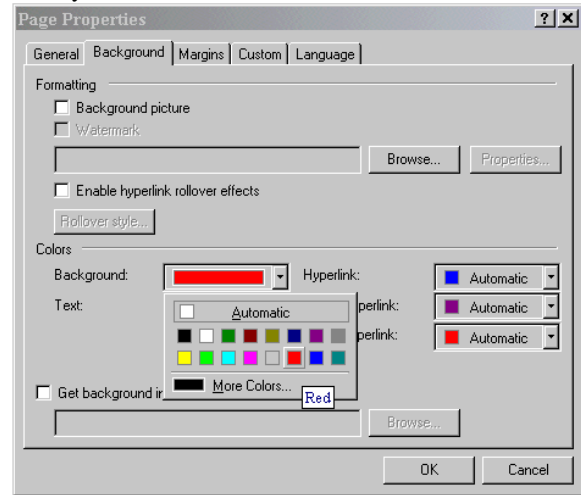 Page Properties
General Background Margins Custom Language
Formatting
Background picture
Watermark
Browse... Properties...
Enable hyperlink rollover effects
Rollover style...
Colors
Background: Hyperlink: Automatic
Text: perlink: Automatic
Automatic
perlink: Automatic
More Colors...
Red
Get background in
Browse...
OK Cancel